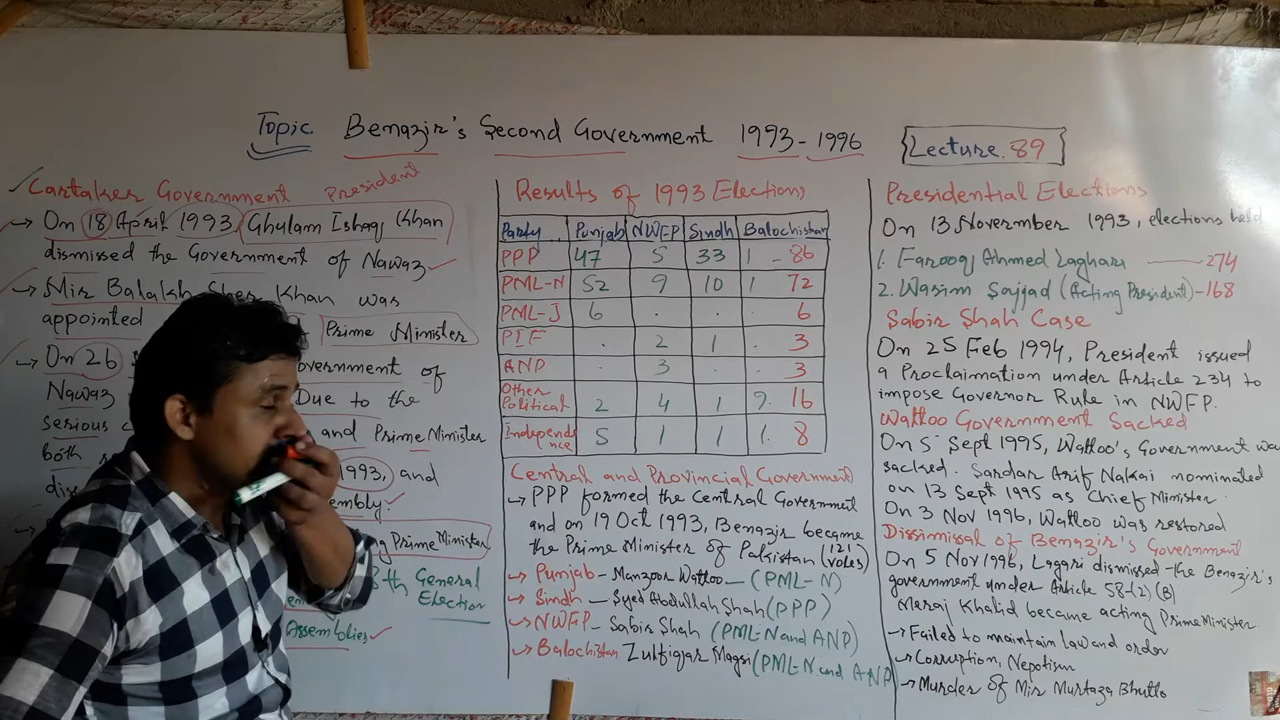 Topic. Benazir's Second Government 1993-1996
Lecture. 89
Cartaker Government President
→ On 18 April 1993, Ghulam Ishaq Khan
dismissed the Government of Nawaz
→ Mir Balakh Sher Khan was
appointed Prime Minister
→ On 26 Government of
Nawaz Due to the
serious and Prime Minister
both 1993, and
Assembly.
Prime Minister
8th General
Election
Assemblies
Results of 1993 Elections
Party Punjab NWFP Sindh Balochistan
PPP 47 5 33 1 - 86
PML-N 52 9 10 1 72
PML-J 6 . . 6
PIF . 2 1 . 3
AND . 3 . . 3
Other
Political 2 4 1 9. 16
Independe
nce 5 1 1 1. 8
Central and Provincial Government
→ PPP formed the Central Government
and on 19 Oct 1993, Benazir became
the Prime Minister of Pakistan (121 votes)
→ Punjab - Manzoor Wattoo - (PML-N)
→ Sindh - Syed Abdullah Shah (PPP)
→ NWFP - Sabir Shah (PML-N and ANP)
→ Balochistan Zulfiqar Magsi (PML-N and ANP
Presidential Elections
On 13 Novermber 1993, elections held
1. Farooq Ahmed Laghari — 274
2. Wasim Sajjad (Acting President) - 168
Sabir Shah Case
On 25 Feb 1994, President issued
a Proclaimation under Article 234 to
impose Governor Rule in NWFP.
Wattoo Government Sacked
On 5 Sept 1995, Wattoo's Government was
sacked. Sardar Arif Nakai nominated
on 13 Sept 1995 as Chief Minister.
On 3 Nov 1996, Wattoo was restored
Dismissal of Benazir's Government
On 5 Nov 1996, Lagari dismissed the Benazir's
government under Article 58-(2) (B)
Meraj Khalid became acting Prime Minister.
→ Failed to maintain law and order
→ Corruption, Nepotism
→ Murder of Mir Murtaza Bhutto